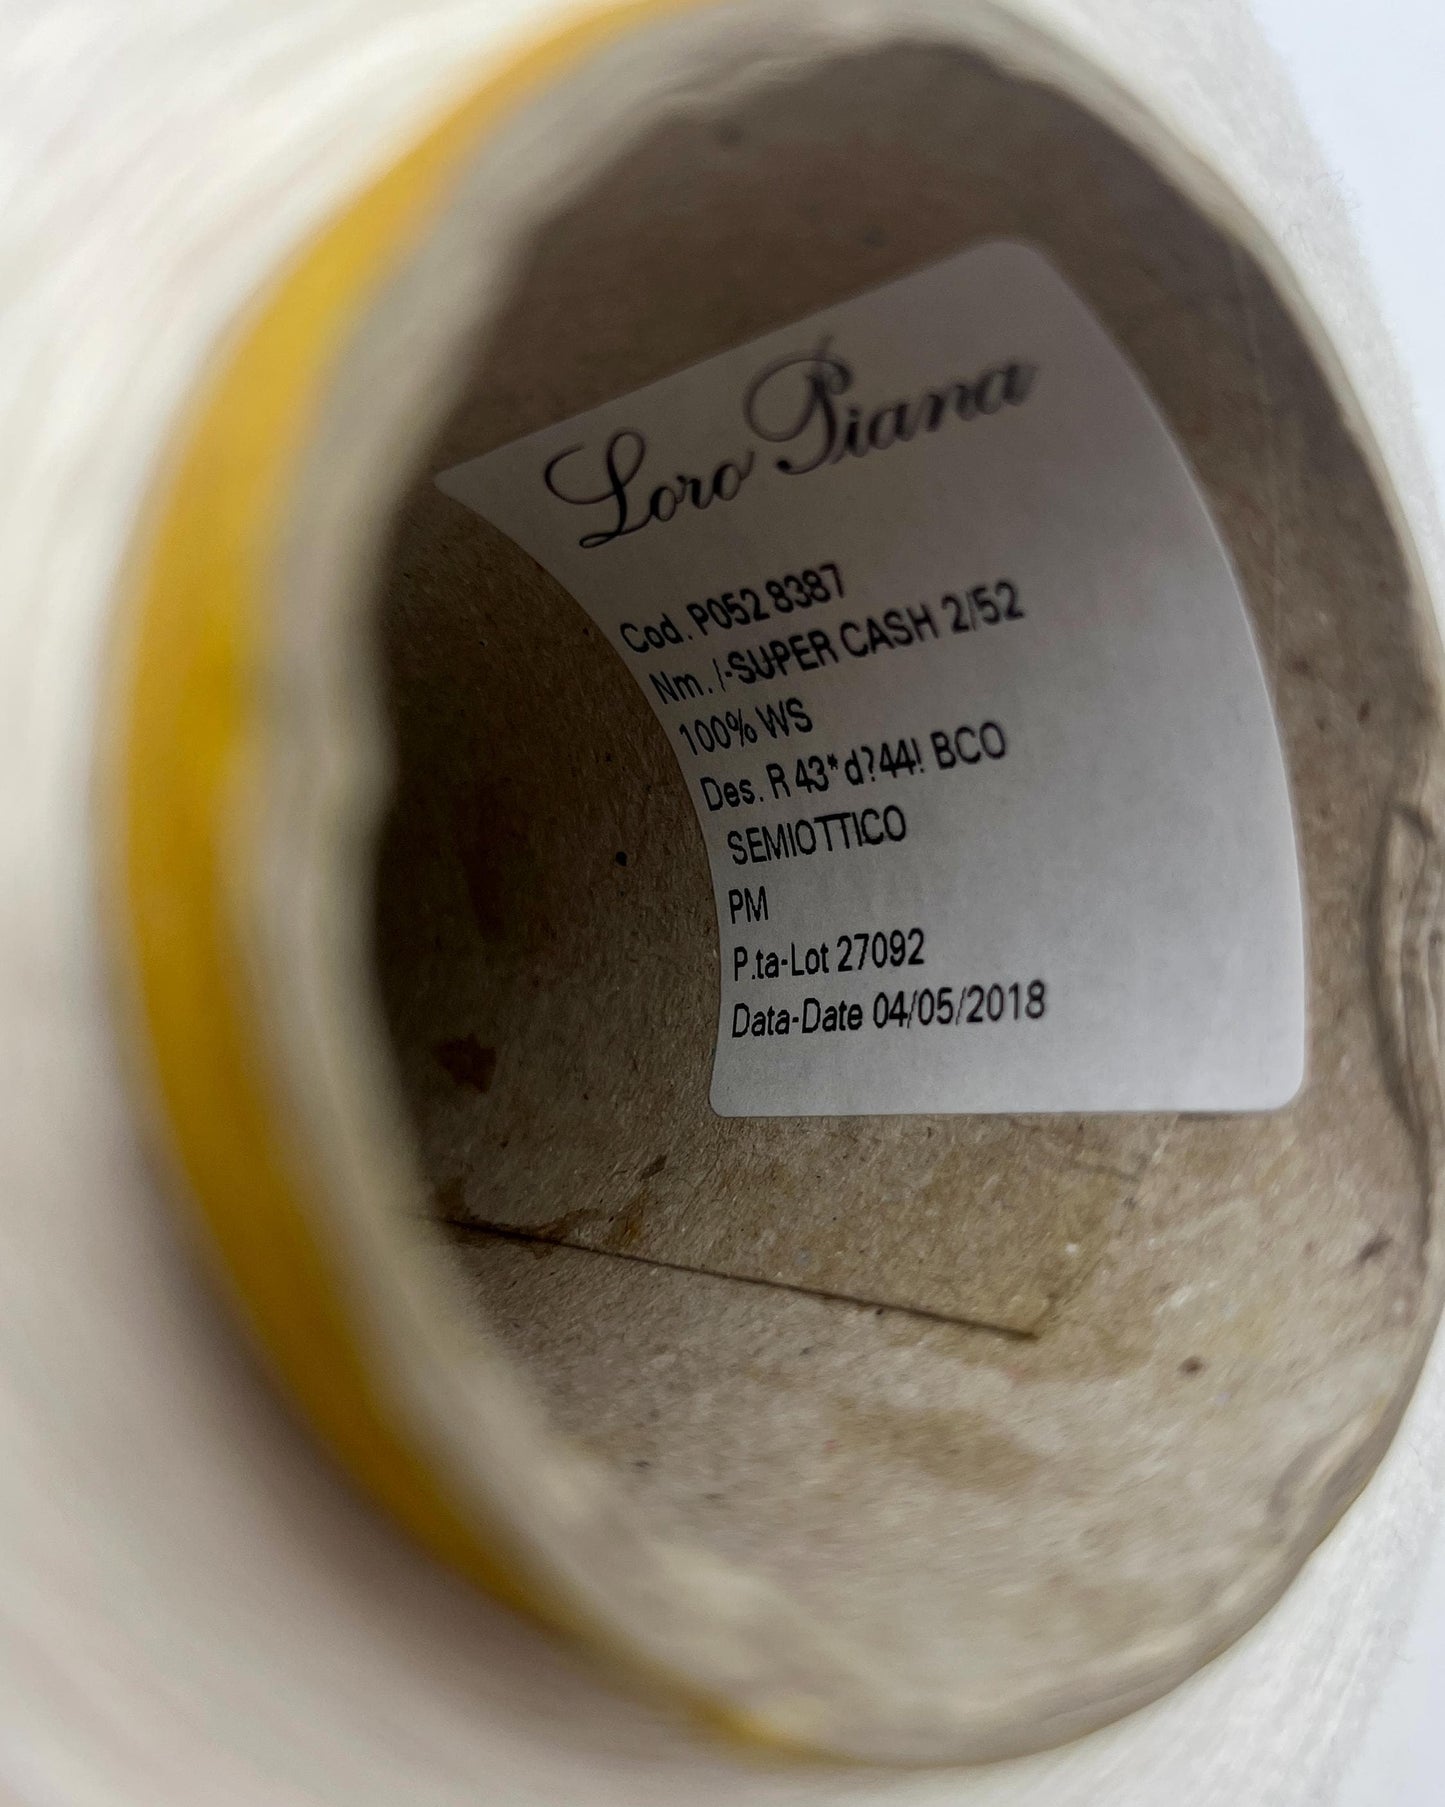 Loro Piana
Cod. P052 8387
Nm. /-SUPER CASH 2/52
100% WS
Des. R 43*d?44! BCO
SEMIOTTICO
PM
P.ta-Lot 27092
Data-Date 04/05/2018